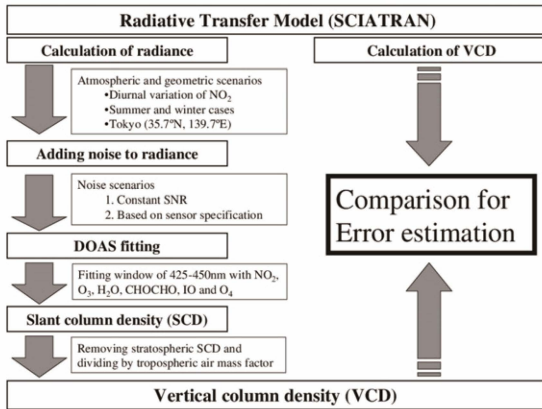 Radiative Transfer Model (SCIATRAN)
Calculation of radiance
Calculation of VCD
Atmospheric and geometric scenarios
•Diurnal variation of NO₂
•Summer and winter cases
•Tokyo (35.7ºN, 139.7ºE)
Adding noise to radiance
Noise scenarios
1. Constant SNR
2. Based on sensor specification
Comparison for
Error estimation
DOAS fitting
Fitting window of 425-450nm with NO₂,
O₃, H₂O, CHOCHO, IO and O₄
Slant column density (SCD)
Removing stratospheric SCD and
dividing by tropospheric air mass factor
Vertical column density (VCD)